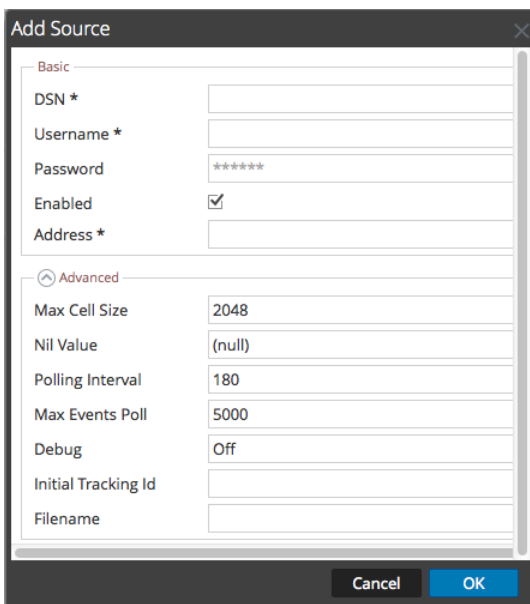 Add Source
Basic
DSN *
Username *
Password ******
Enabled
Address *
Advanced
Max Cell Size 2048
Nil Value (null)
Polling Interval 180
Max Events Poll 5000
Debug Off
Initial Tracking Id
Filename
Cancel OK